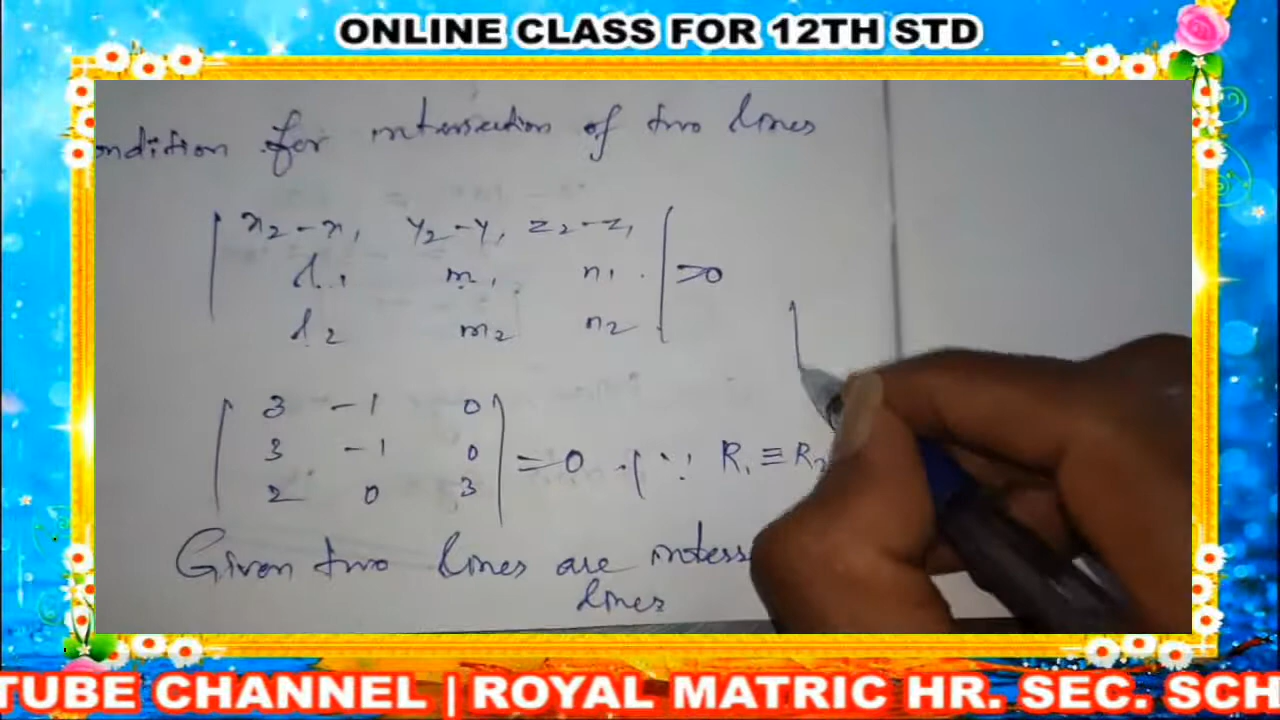 ONLINE CLASS FOR 12TH STD
ondition for intersection of two lines
| x₂-x₁ y₂-y₁ z₂-z₁ |
| l₁ m₁ n₁ | =0
| l₂ m₂ n₂ |
| 3 -1 0 |
| 3 -1 0 | =0 (∵ R₁≡R₂
| 2 0 3 |
Given two lines are
lines
TUBE CHANNEL | ROYAL MATRIC HR. SEC. SCH